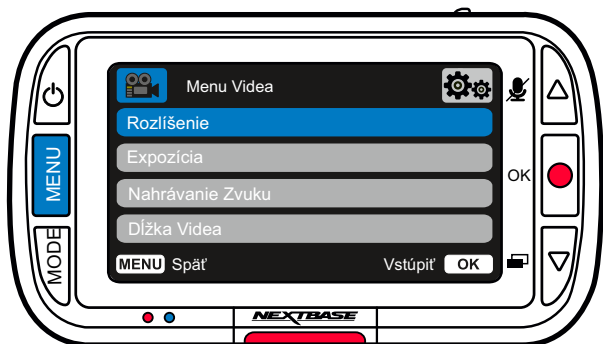 Menu Videa
Rozlíšenie
Expozícia
Nahrávanie Zvuku
Dĺžka Videa
MENU Späť
Vstúpiť OK
MENU
MODE
OK
NEXTBASE